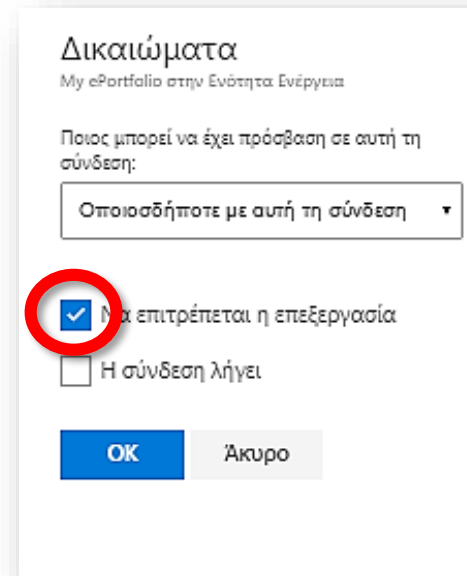 Δικαιώματα
My ePortfolio στην Ενότητα Ενέργεια
Ποιος μπορεί να έχει πρόσβαση σε αυτή τη
σύνδεση:
Οποιοσδήποτε με αυτή τη σύνδεση
Να επιτρέπεται η επεξεργασία
Η σύνδεση λήγει
OK Άκυρο